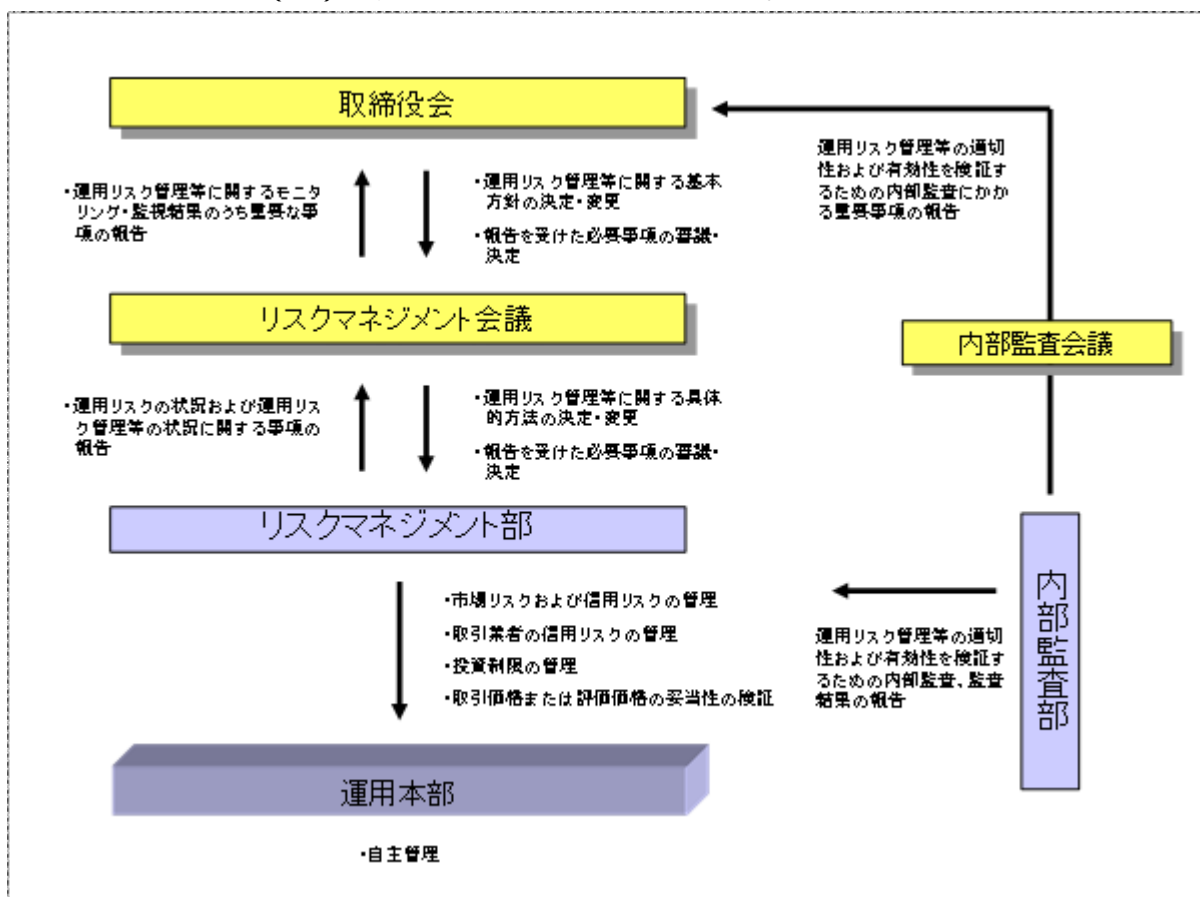 取締役会
・運用リスク管理等に関するモニ
タリング・監視結果のうち重要な事
項の報告
・運用リスク管理等に関する基本
方針の決定・変更
・報告を受けた必要事項の審議・
決定
運用リスク管理等の適切
性および有効性を検証す
るための内部監査にかか
る重要事項の報告
リスクマネジメント会議
内部監査会議
・運用リスクの状況および運用リス
ク管理等の状況に関する事項の
報告
・運用リスク管理等に関する具体
的方法の決定・変更
・報告を受けた必要事項の審議・
決定
リスクマネジメント部
内部監査部
・市場リスクおよび信用リスクの管理
・取引業者の信用リスクの管理
・投資制限の管理
・取引価格または評価価格の妥当性の検証
運用リスク管理等の適切
性および有効性を検証す
るための内部監査、監査
結果の報告
運用本部
・自主管理